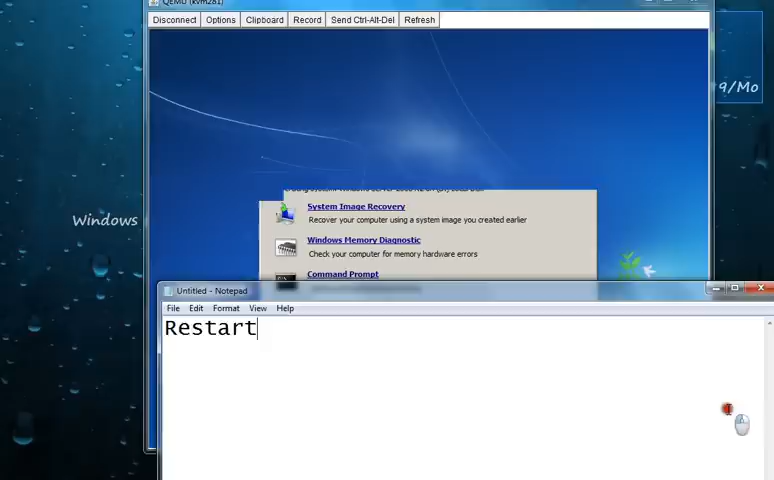 QEMU (kvm281)
Disconnect Options Clipboard Record Send Ctrl-Alt-Del Refresh
9/Mo
Windows
System Image Recovery
Recover your computer using a system image you created earlier
Windows Memory Diagnostic
Check your computer for memory hardware errors
Command Prompt
Untitled - Notepad
File Edit Format View Help
Restart